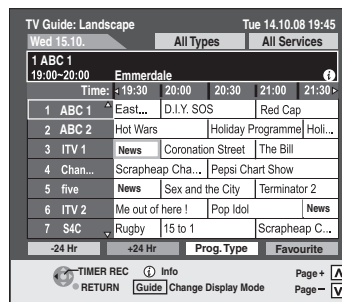 TV Guide: Landscape Tue 14.10.08 19:45
Wed 15.10. All Types All Services
1 ABC 1
19:00~20:00 Emmerdale i
Time: 19:30 20:00 20:30 21:00 21:30
1 ABC 1 East... D.I.Y. SOS Red Cap
2 ABC 2 Hot Wars Holiday Programme Holi...
3 ITV 1 News Coronation Street The Bill
4 Chan... Scrapheap Cha... Pepsi Chart Show
5 five News Sex and the City Terminator 2
6 ITV 2 Me out of here ! Pop Idol News
7 S4C Rugby 15 to 1 Scrapheap C...
-24 Hr +24 Hr Prog. Type Favourite
TIMER REC i Info Page+
RETURN Guide Change Display Mode Page−